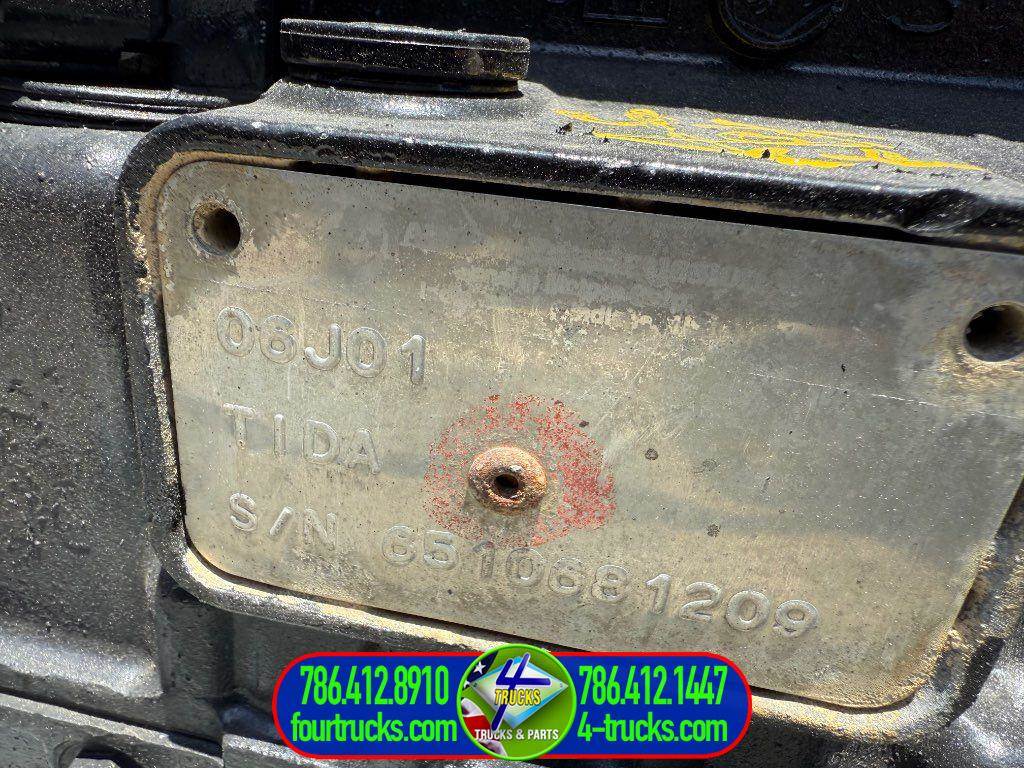 06J01
TIDA
S/N 6510681209
786.412.8910
fourtrucks.com
4
TRUCKS
TRUCKS & PARTS
786.412.1447
4-trucks.com